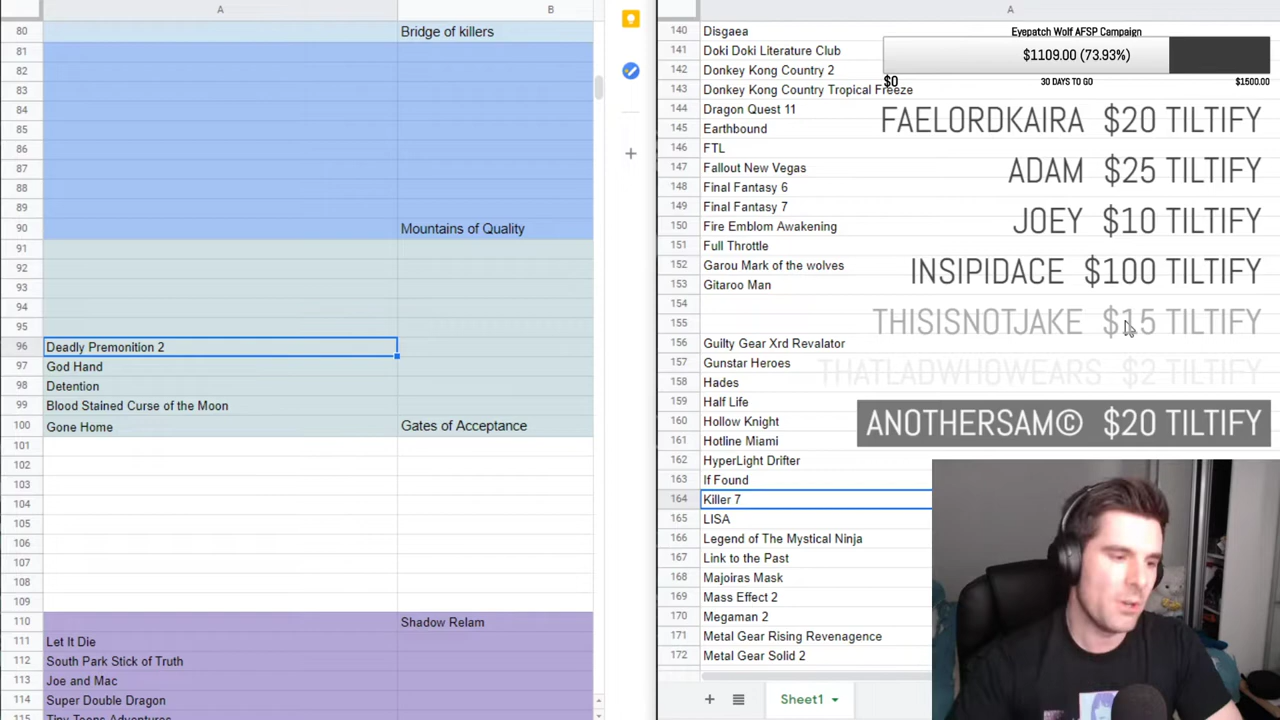 A
B
80
Bridge of killers
81
82
83
84
85
86
87
88
89
90
Mountains of Quality
91
92
93
94
95
96
Deadly Premonition 2
97
God Hand
98
Detention
99
Blood Stained Curse of the Moon
100
Gone Home
Gates of Acceptance
101
102
103
104
105
106
107
108
109
110
Shadow Relam
111
Let It Die
112
South Park Stick of Truth
113
Joe and Mac
114
Super Double Dragon
115
Tiny Toons Adventures
A
140 Disgaea
141 Doki Doki Literature Club
142 Donkey Kong Country 2
143 Donkey Kong Country Tropical Freeze
144 Dragon Quest 11
145 Earthbound
146 FTL
147 Fallout New Vegas
148 Final Fantasy 6
149 Final Fantasy 7
150 Fire Emblom Awakening
151 Full Throttle
152 Garou Mark of the wolves
153 Gitaroo Man
154
155
156 Guilty Gear Xrd Revalator
157 Gunstar Heroes
158 Hades
159 Half Life
160 Hollow Knight
161 Hotline Miami
162 HyperLight Drifter
163 If Found
164 Killer 7
165 LISA
166 Legend of The Mystical Ninja
167 Link to the Past
168 Majoiras Mask
169 Mass Effect 2
170 Megaman 2
171 Metal Gear Rising Revenagence
172 Metal Gear Solid 2
Sheet1
Eyepatch Wolf AFSP Campaign
$1109.00 (73.93%)
$0 30 DAYS TO GO $1500.00
FAELORDKAIRA $20 TILTIFY
ADAM $25 TILTIFY
JOEY $10 TILTIFY
INSIPIDACE $100 TILTIFY
THISISNOTJAKE $15 TILTIFY
THATLADWHOWEARS $2 TILTIFY
ANOTHERSAM© $20 TILTIFY